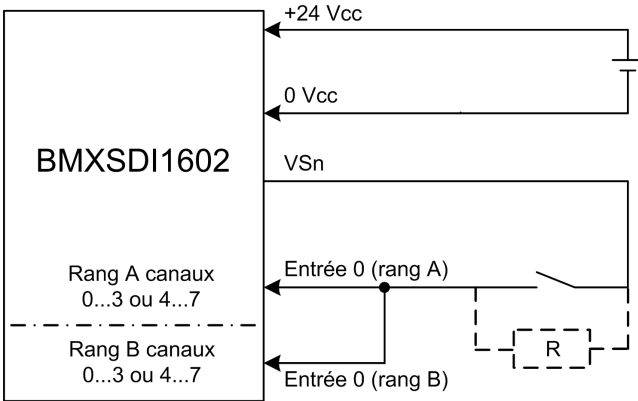 +24 Vcc
0 Vcc
BMXSDI1602
VSn
Rang A canaux
0...3 ou 4...7
Entrée 0 (rang A)
Rang B canaux
0...3 ou 4...7
R
Entrée 0 (rang B)